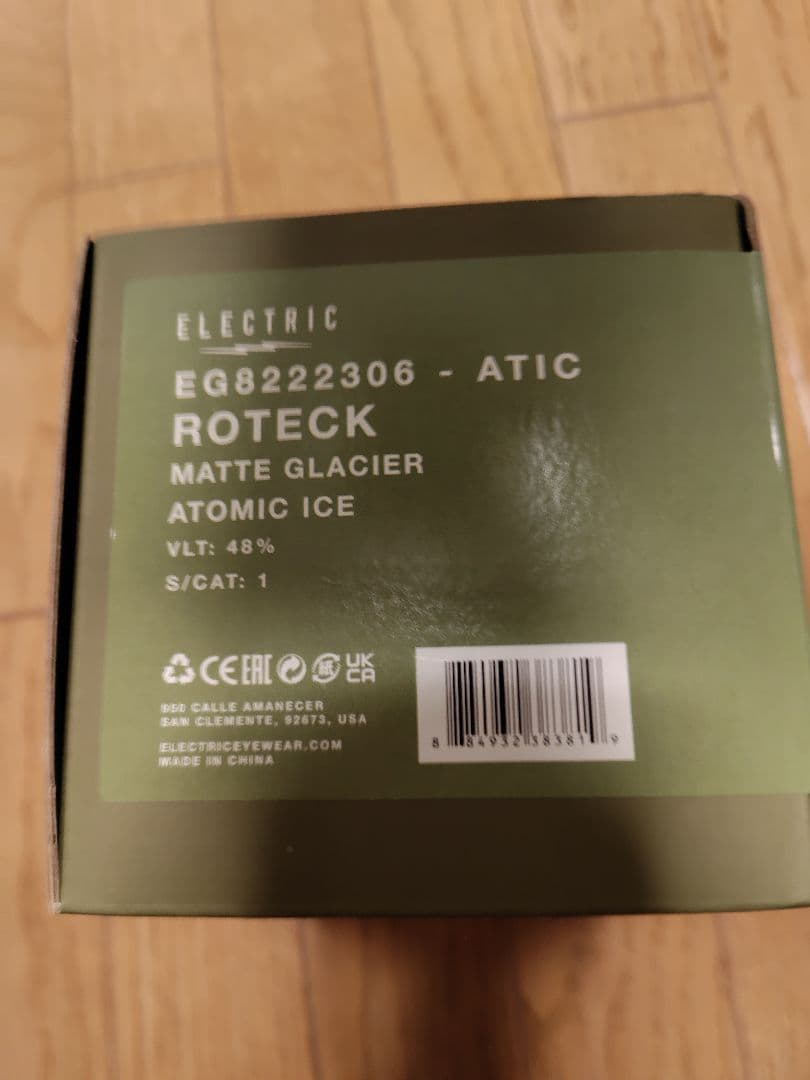 ELECTRIC
EG8222306 - ATIC
ROTECK
MATTE GLACIER
ATOMIC ICE
VLT: 48%
S/CAT: 1
CE EAC UK CA
950 CALLE AMANECER
SAN CLEMENTE, 92673, USA
ELECTRICEYEWEAR.COM
MADE IN CHINA
8 84932 38381 9